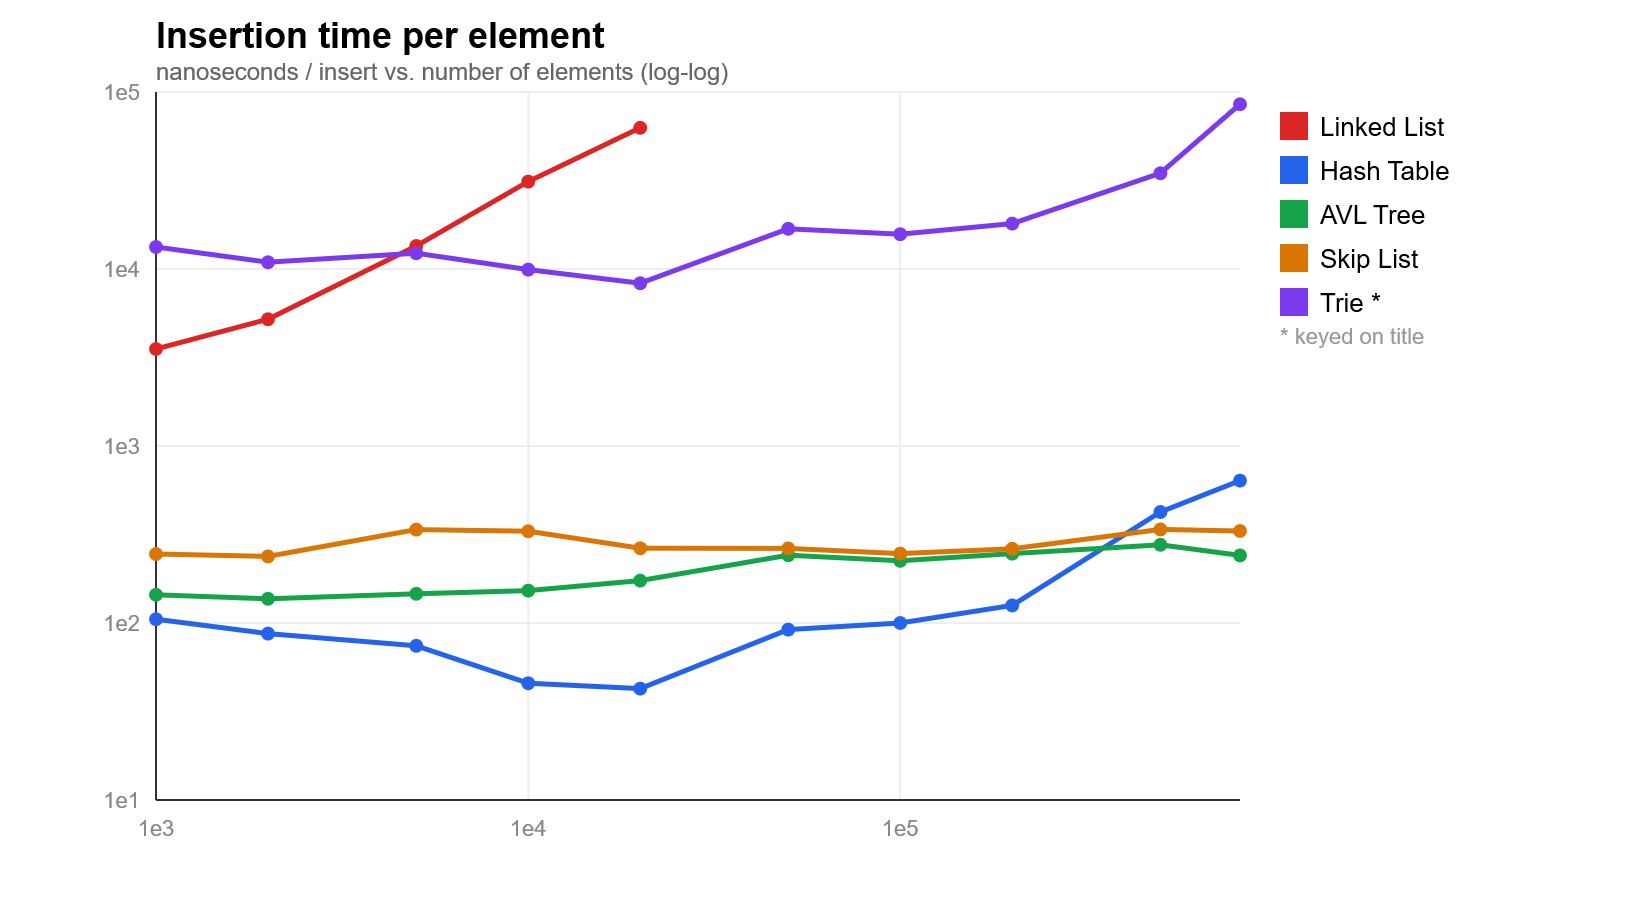 Insertion time per element
nanoseconds / insert vs. number of elements (log-log)
1e5
1e4
1e3
1e2
1e1
1e3
1e4
1e5
Linked List
Hash Table
AVL Tree
Skip List
Trie *
* keyed on title